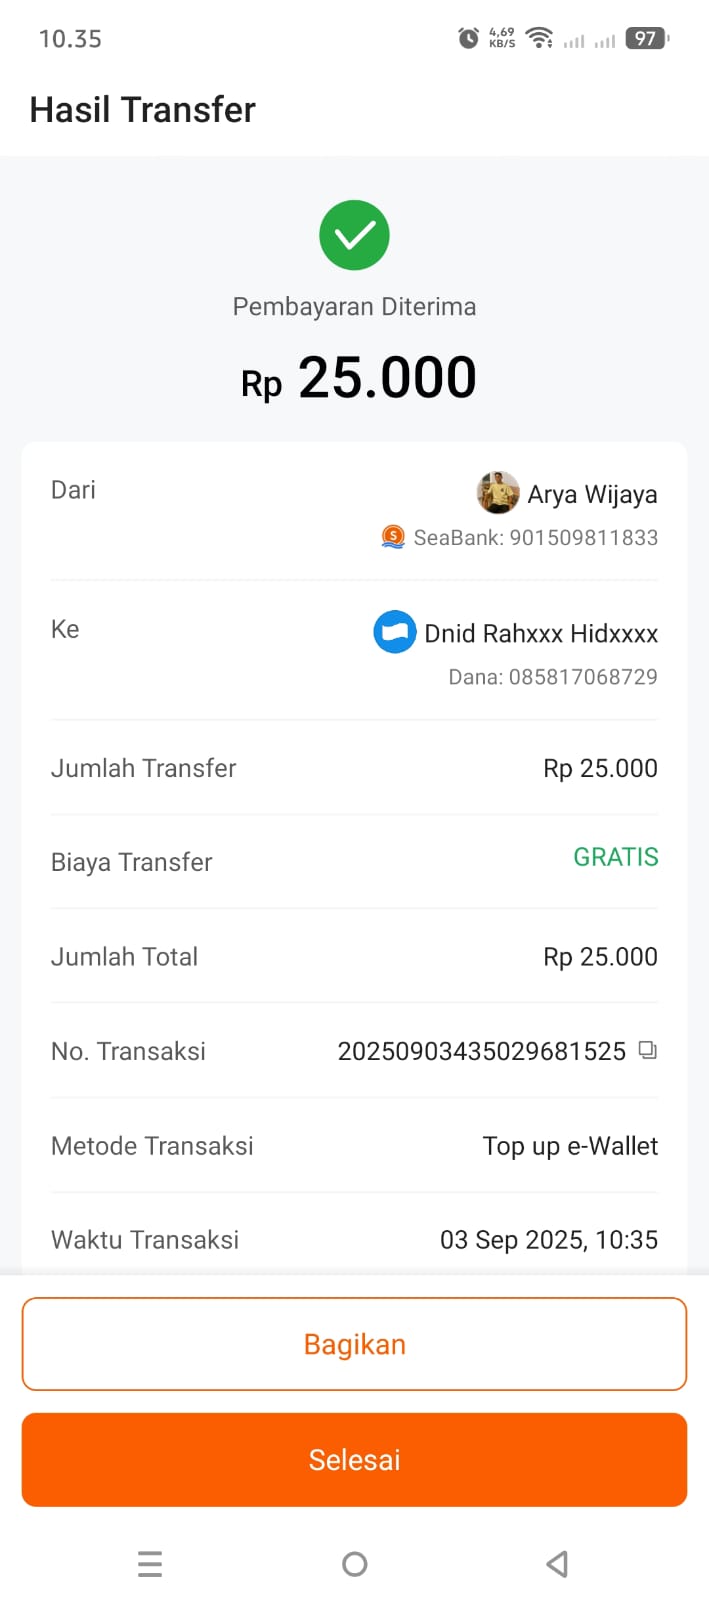 10.35
4,69
KB/S
97
Hasil Transfer
Pembayaran Diterima
Rp 25.000
Dari
Arya Wijaya
SeaBank: 901509811833
Ke
Dnid Rahxxx Hidxxxx
Dana: 085817068729
Jumlah Transfer
Rp 25.000
Biaya Transfer
GRATIS
Jumlah Total
Rp 25.000
No. Transaksi
20250903435029681525
Metode Transaksi
Top up e-Wallet
Waktu Transaksi
03 Sep 2025, 10:35
Bagikan
Selesai